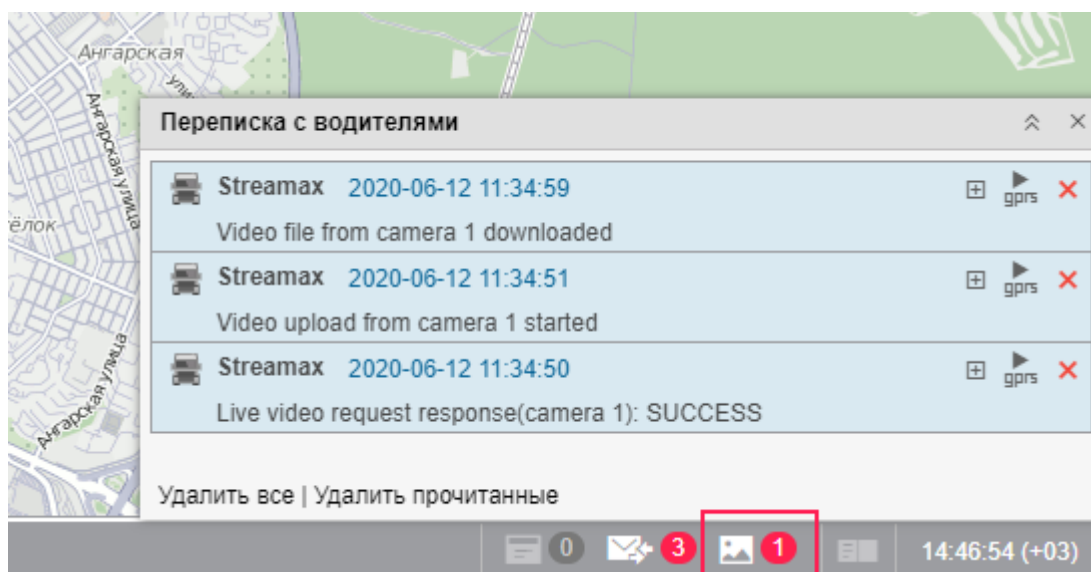 Ангарская
ули
Ангарская улица
ёлок
Ангарская улица
Переписка с водителями
Streamax 2020-06-12 11:34:59
gprs
Video file from camera 1 downloaded
Streamax 2020-06-12 11:34:51
gprs
Video upload from camera 1 started
Streamax 2020-06-12 11:34:50
gprs
Live video request response(camera 1): SUCCESS
Удалить все | Удалить прочитанные
0 3 1 14:46:54 (+03)